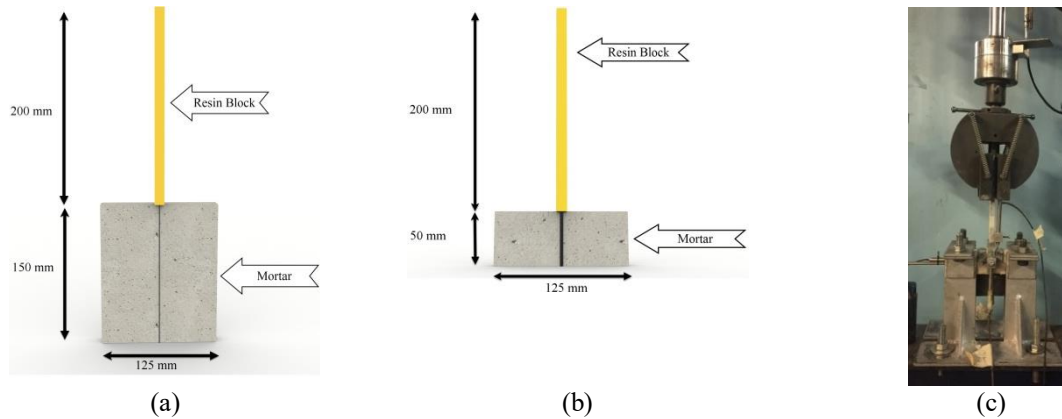 200 mm
Resin Block
150 mm
Mortar
125 mm
(a)
200 mm
Resin Block
50 mm
Mortar
125 mm
(b)
(c)